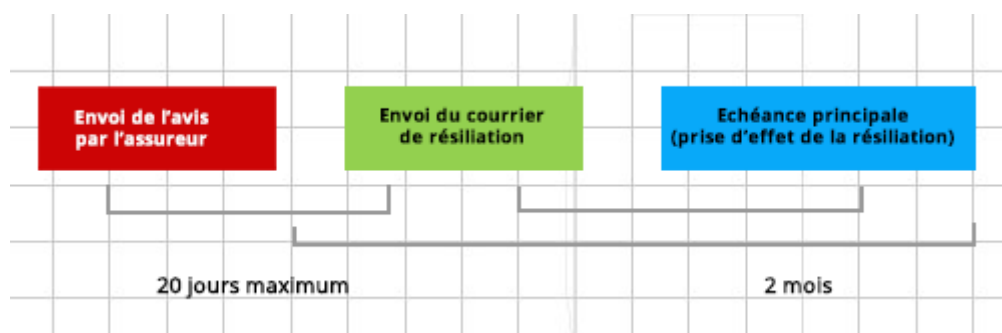 Envoi de l'avis
par l'assureur
Envoi du courrier
de résiliation
Echéance principale
(prise d'effet de la résiliation)
20 jours maximum
2 mois